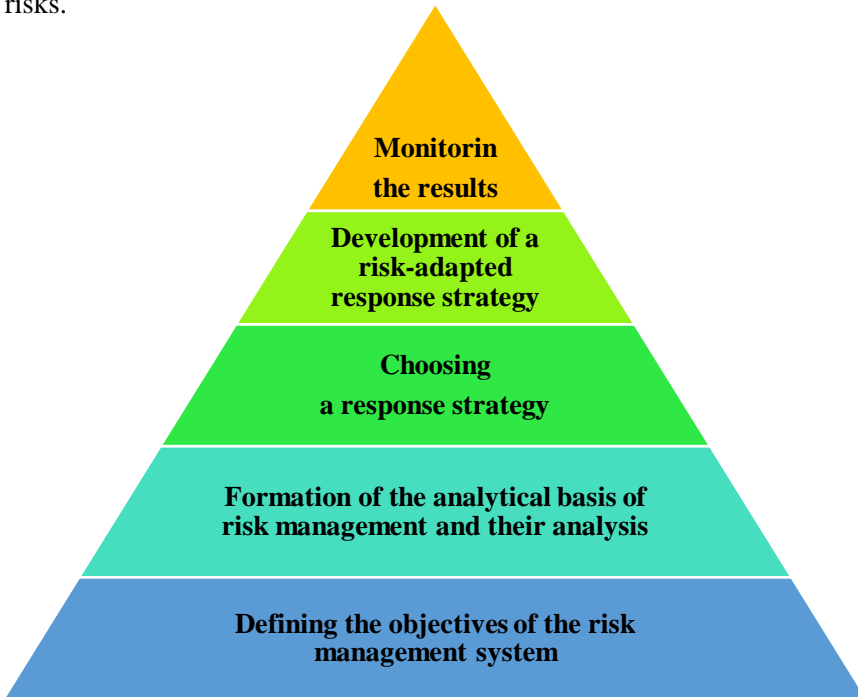 risks.
Monitorin
the results
Development of a
risk-adapted
response strategy
Choosing
a response strategy
Formation of the analytical basis of
risk management and their analysis
Defining the objectives of the risk
management system